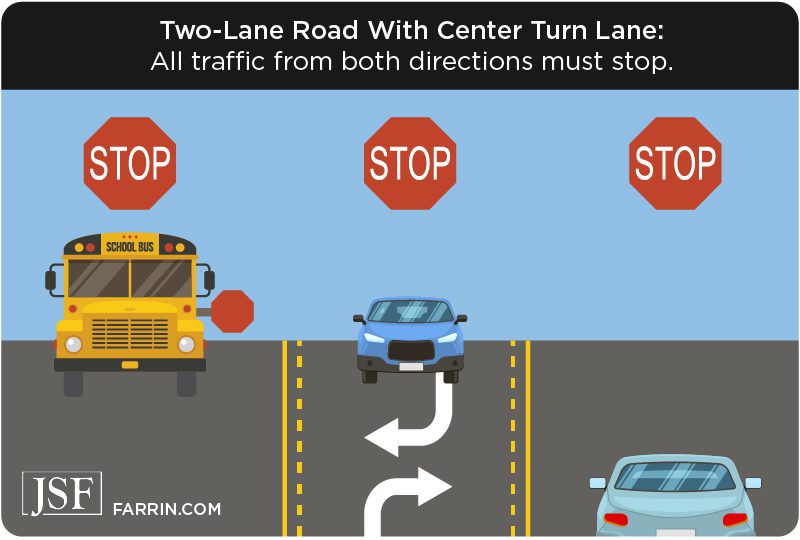 Two-Lane Road With Center Turn Lane:
All traffic from both directions must stop.
STOP
STOP
STOP
SCHOOL BUS
JSF
FARRIN.COM